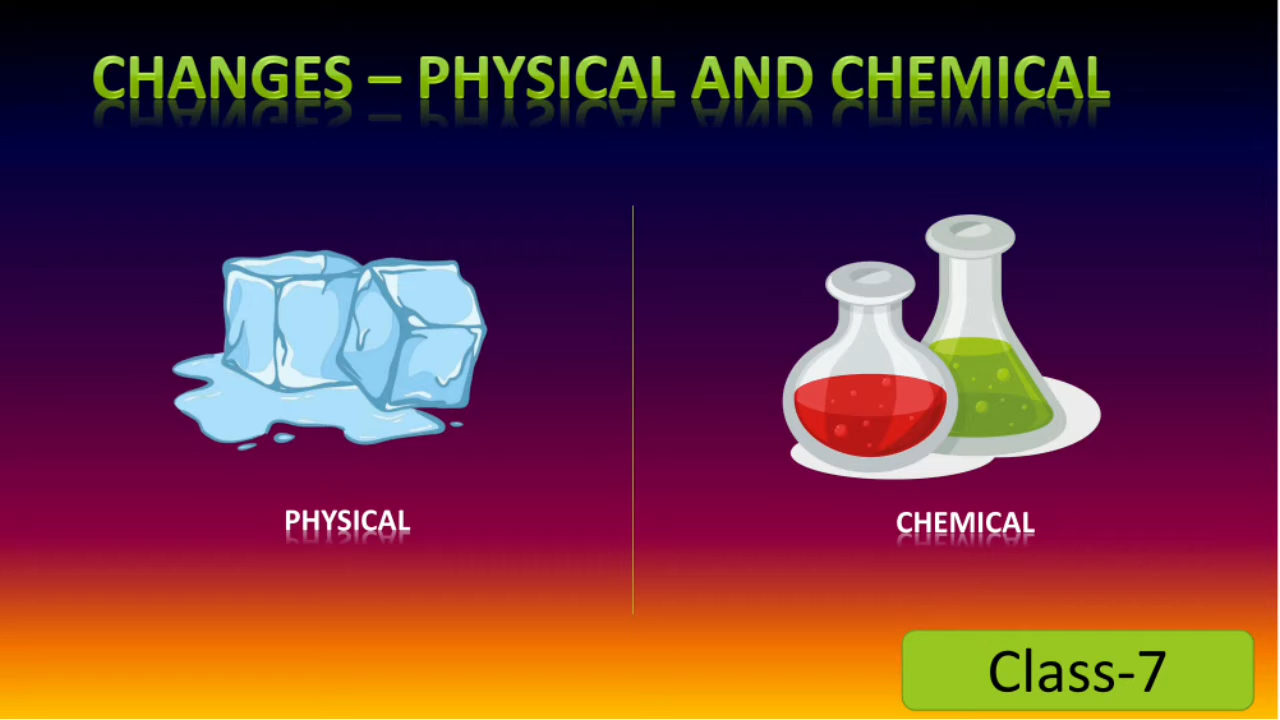 CHANGES – PHYSICAL AND CHEMICAL
PHYSICAL
CHEMICAL
Class-7